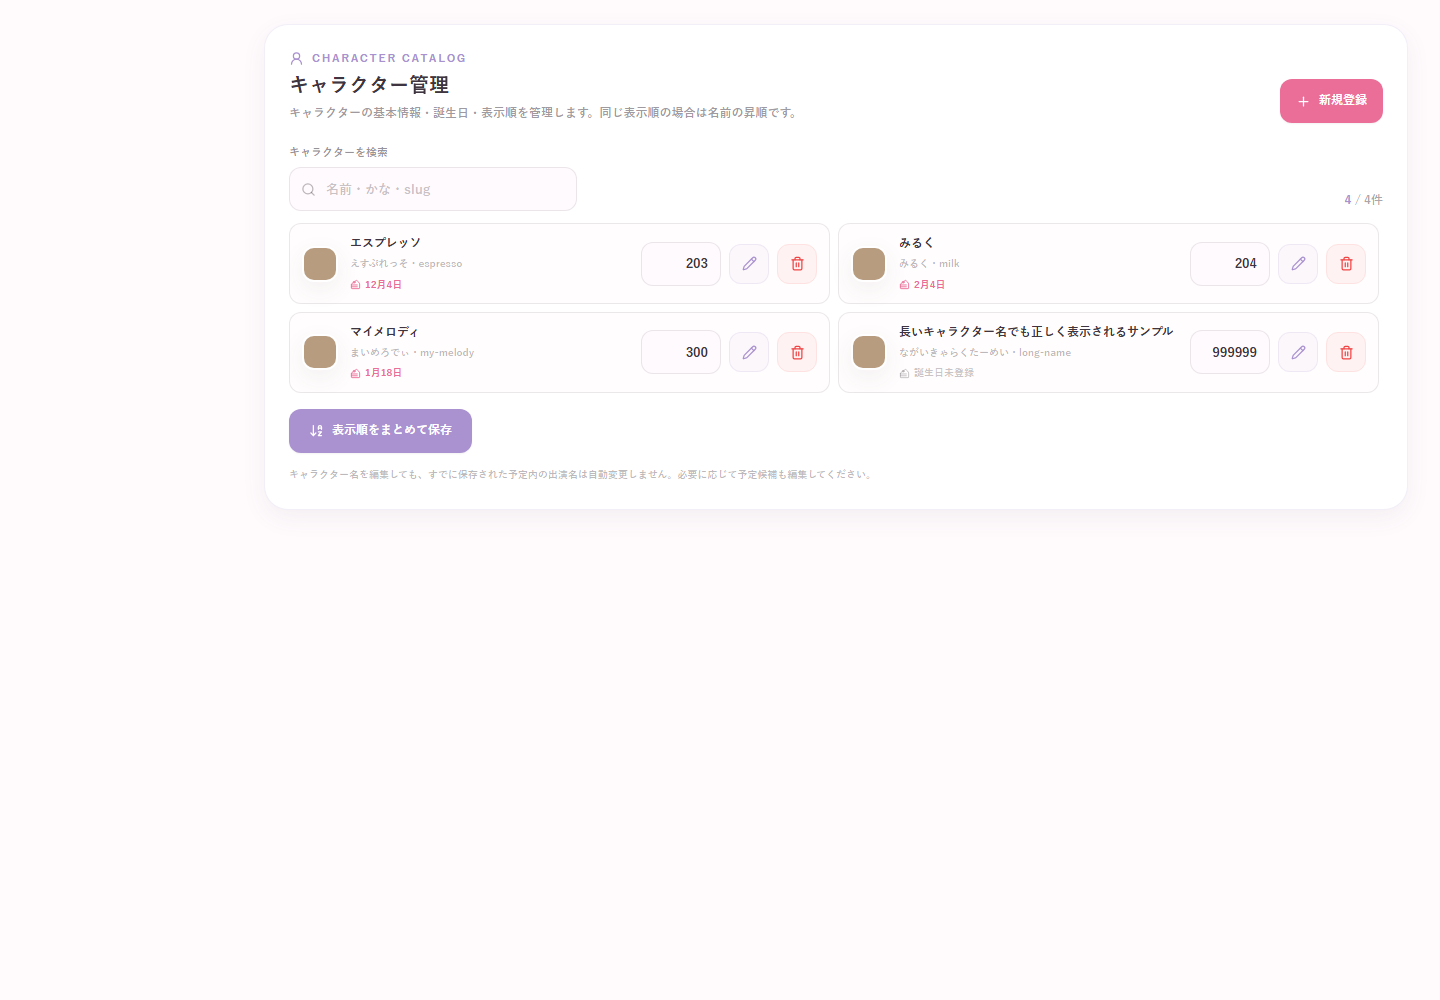 CHARACTER CATALOG
キャラクター管理
キャラクターの基本情報・誕生日・表示順を管理します。同じ表示順の場合は名前の昇順です。
新規登録
キャラクターを検索
名前・かな・slug
4 / 4件
エスプレッソ
えすぷれっそ・espresso
12月4日
203
みるく
みるく・milk
2月4日
204
マイメロディ
まいめろでぃ・my-melody
1月18日
300
長いキャラクター名でも正しく表示されるサンプル
ながいきゃらくたーめい・long-name
誕生日未登録
999999
表示順をまとめて保存
キャラクター名を編集しても、すでに保存された予定内の出演名は自動変更しません。必要に応じて予定候補も編集してください。